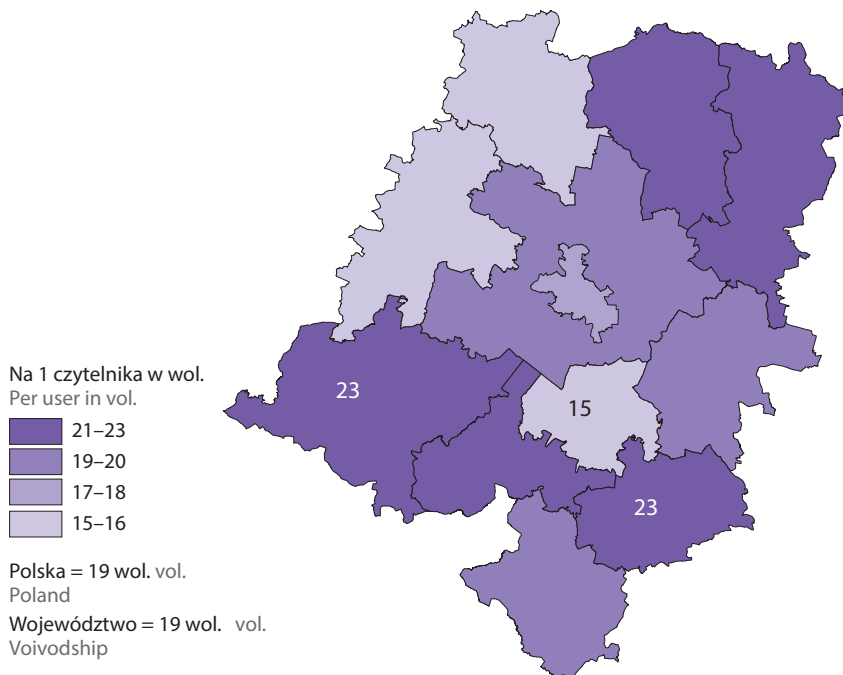 23
15
23
Na 1 czytelnika w wol.
Per user in vol.
21–23
19–20
17–18
15–16
Polska = 19 wol. vol.
Poland
Województwo = 19 wol. vol.
Voivodship